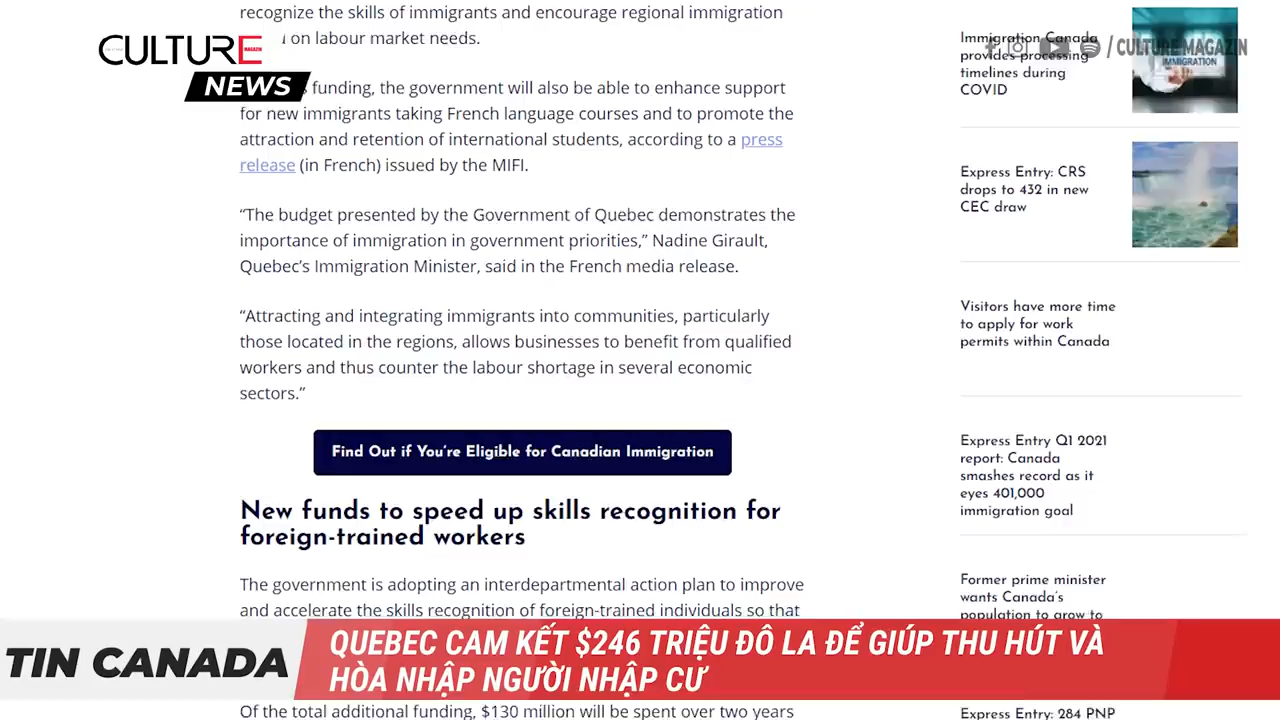 recognize the skills of immigrants and encourage regional immigration
on labour market needs.
CULTURE
MAGAZIN
NEWS
/ CULTURE MAGAZIN
funding, the government will also be able to enhance support
for new immigrants taking French language courses and to promote the
attraction and retention of international students, according to a press
release (in French) issued by the MIFI.
“The budget presented by the Government of Quebec demonstrates the
importance of immigration in government priorities,” Nadine Girault,
Quebec’s Immigration Minister, said in the French media release.
“Attracting and integrating immigrants into communities, particularly
those located in the regions, allows businesses to benefit from qualified
workers and thus counter the labour shortage in several economic
sectors.”
Find Out if You’re Eligible for Canadian Immigration
New funds to speed up skills recognition for
foreign-trained workers
The government is adopting an interdepartmental action plan to improve
and accelerate the skills recognition of foreign-trained individuals so that
Of the total additional funding, $130 million will be spent over two years
Immigration Canada
provides processing
timelines during
COVID
IMMIGRATION
Express Entry: CRS
drops to 432 in new
CEC draw
Visitors have more time
to apply for work
permits within Canada
Express Entry Q1 2021
report: Canada
smashes record as it
eyes 401,000
immigration goal
Former prime minister
wants Canada’s
population to grow to
Express Entry: 284 PNP
TIN CANADA
QUEBEC CAM KẾT $246 TRIỆU ĐÔ LA ĐỂ GIÚP THU HÚT VÀ
HÒA NHẬP NGƯỜI NHẬP CƯ